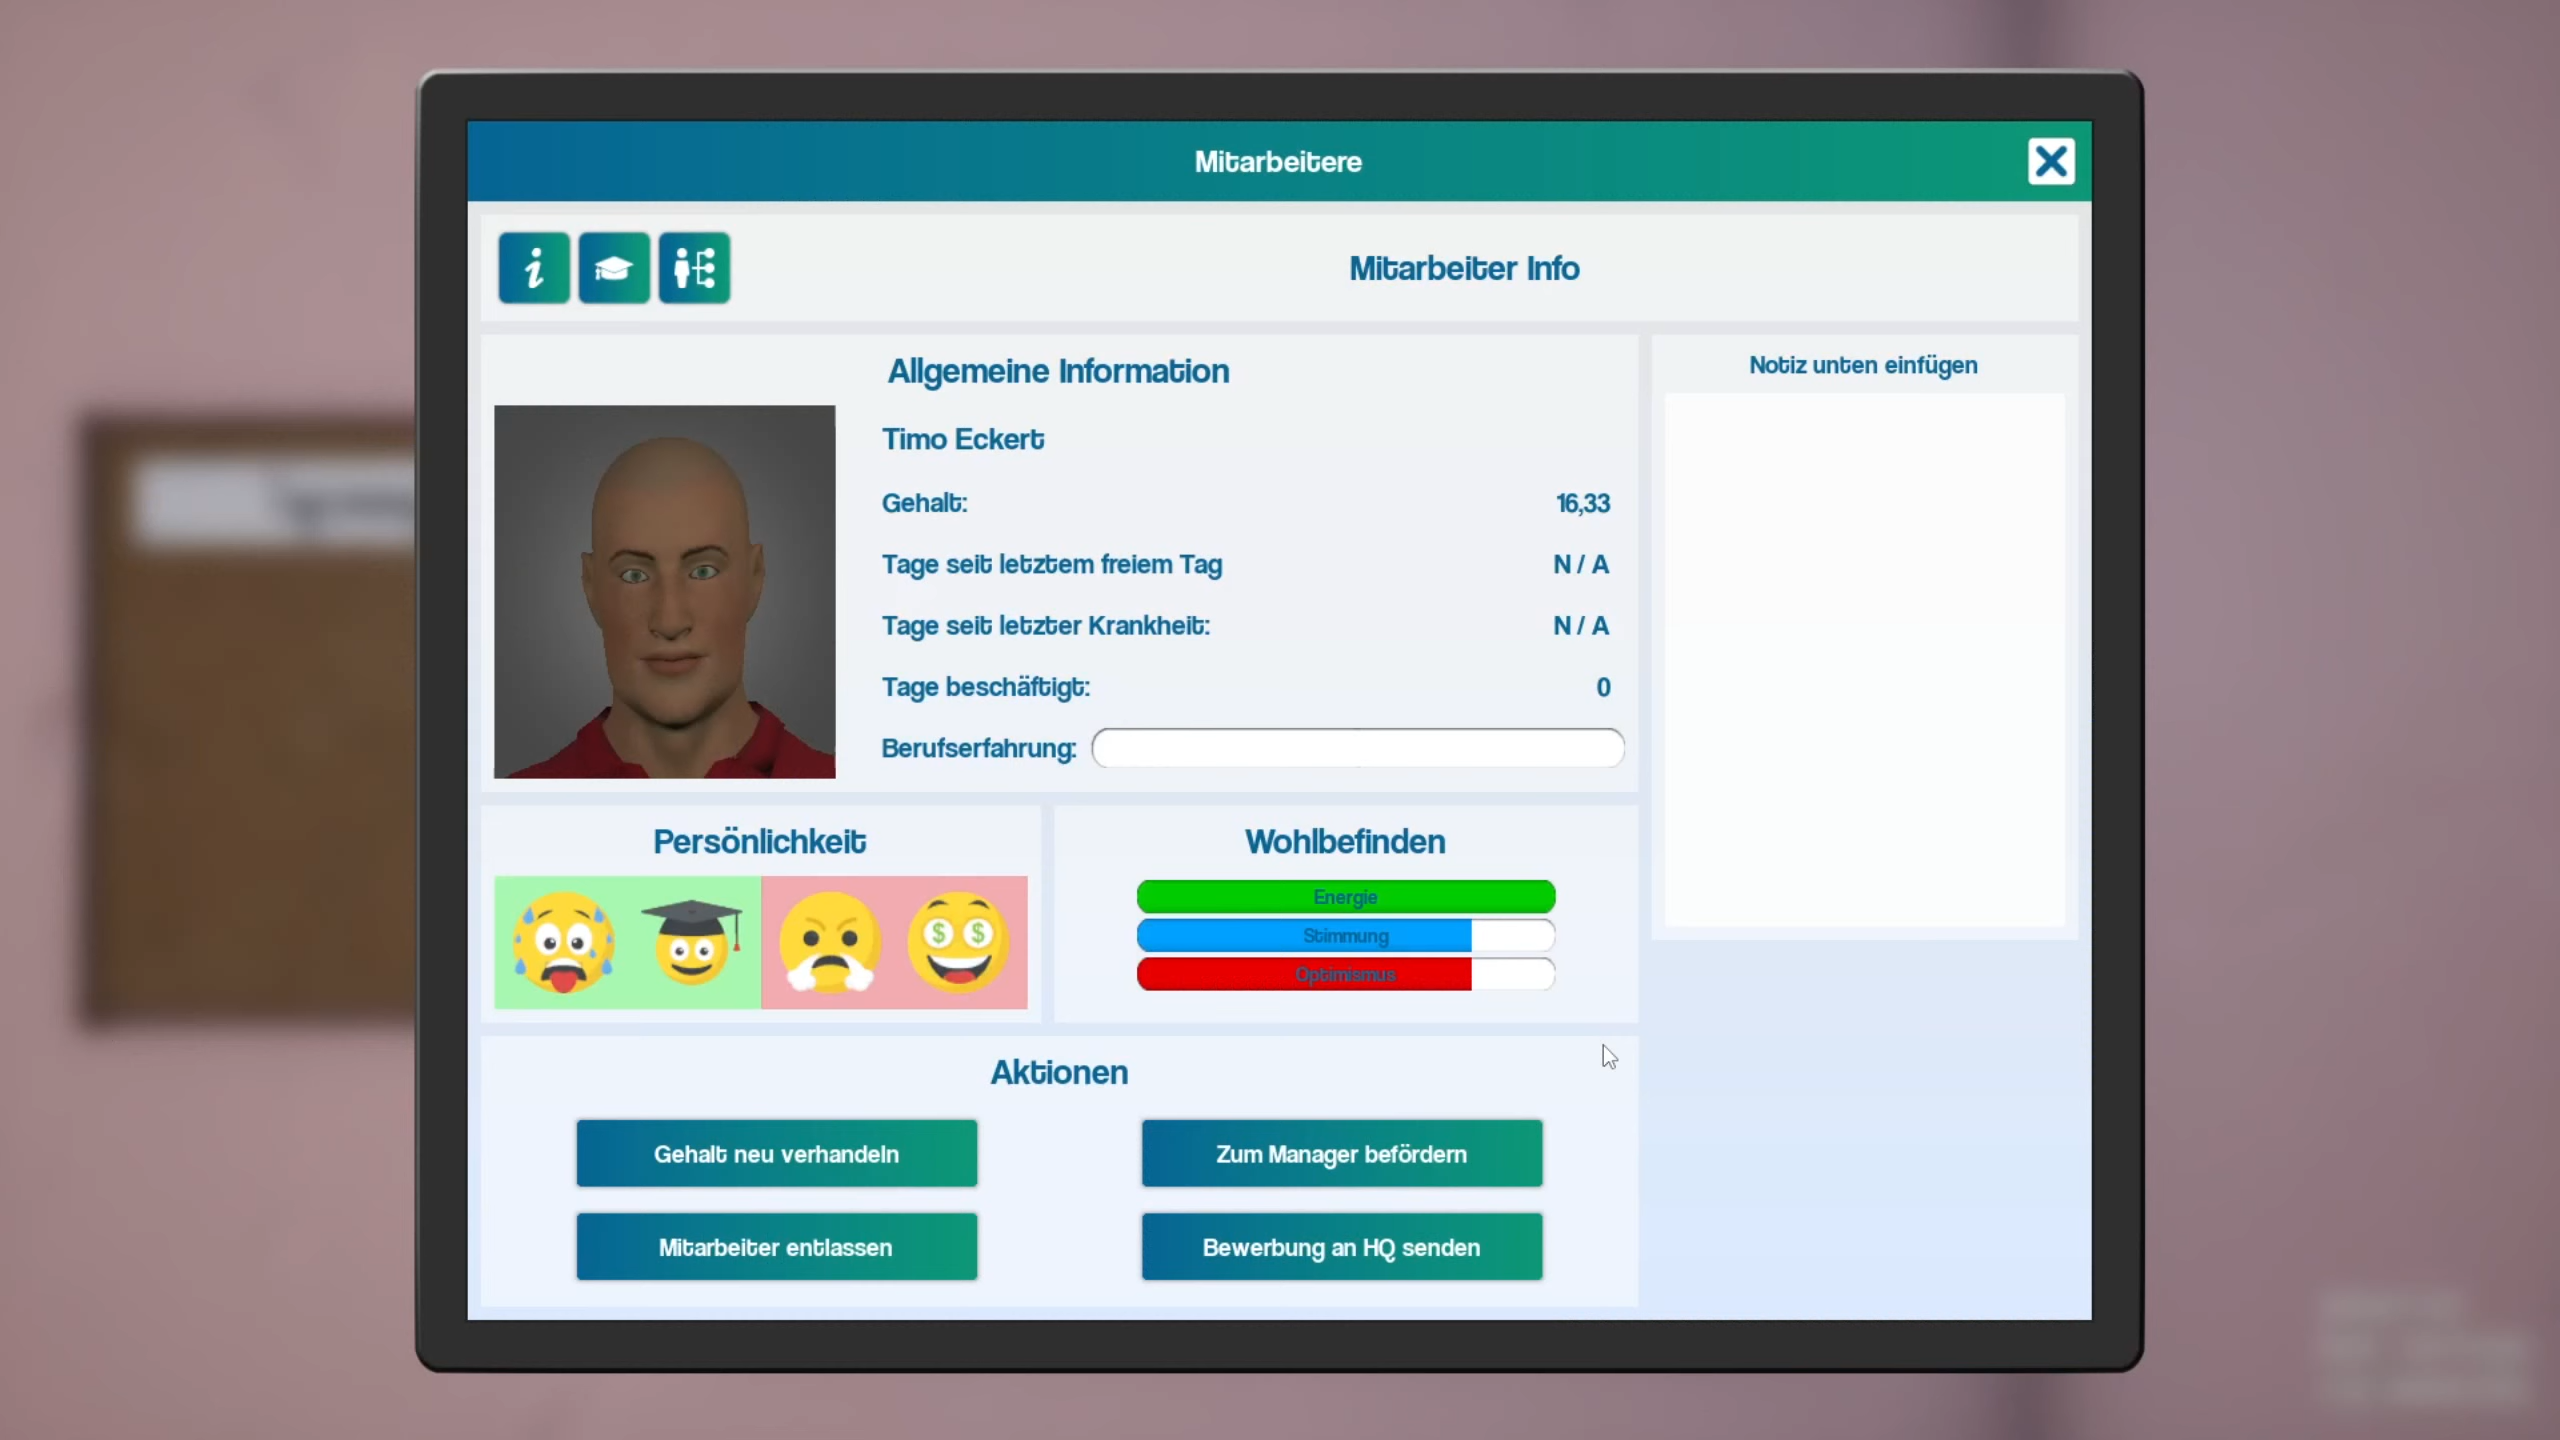 Mitarbeitere
Mitarbeiter Info
Allgemeine Information
Timo Eckert
Gehalt: 16,33
Tage seit letztem freiem Tag N / A
Tage seit letzter Krankheit: N / A
Tage beschäftigt: 0
Berufserfahrung:
Notiz unten einfügen
Persönlichkeit
Wohlbefinden
Energie
Stimmung
Optimismus
Aktionen
Gehalt neu verhandeln
Zum Manager befördern
Mitarbeiter entlassen
Bewerbung an HQ senden